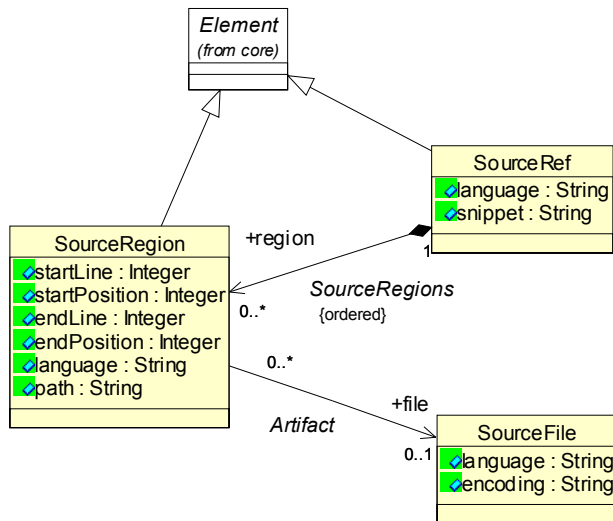 Element
(from core)
SourceRef
language : String
snippet : String
SourceRegion
startLine : Integer
startPosition : Integer
endLine : Integer
endPosition : Integer
language : String
path : String
+region
1
SourceRegions
0..*
{ordered}
0..*
+file
Artifact
0..1
SourceFile
language : String
encoding : String